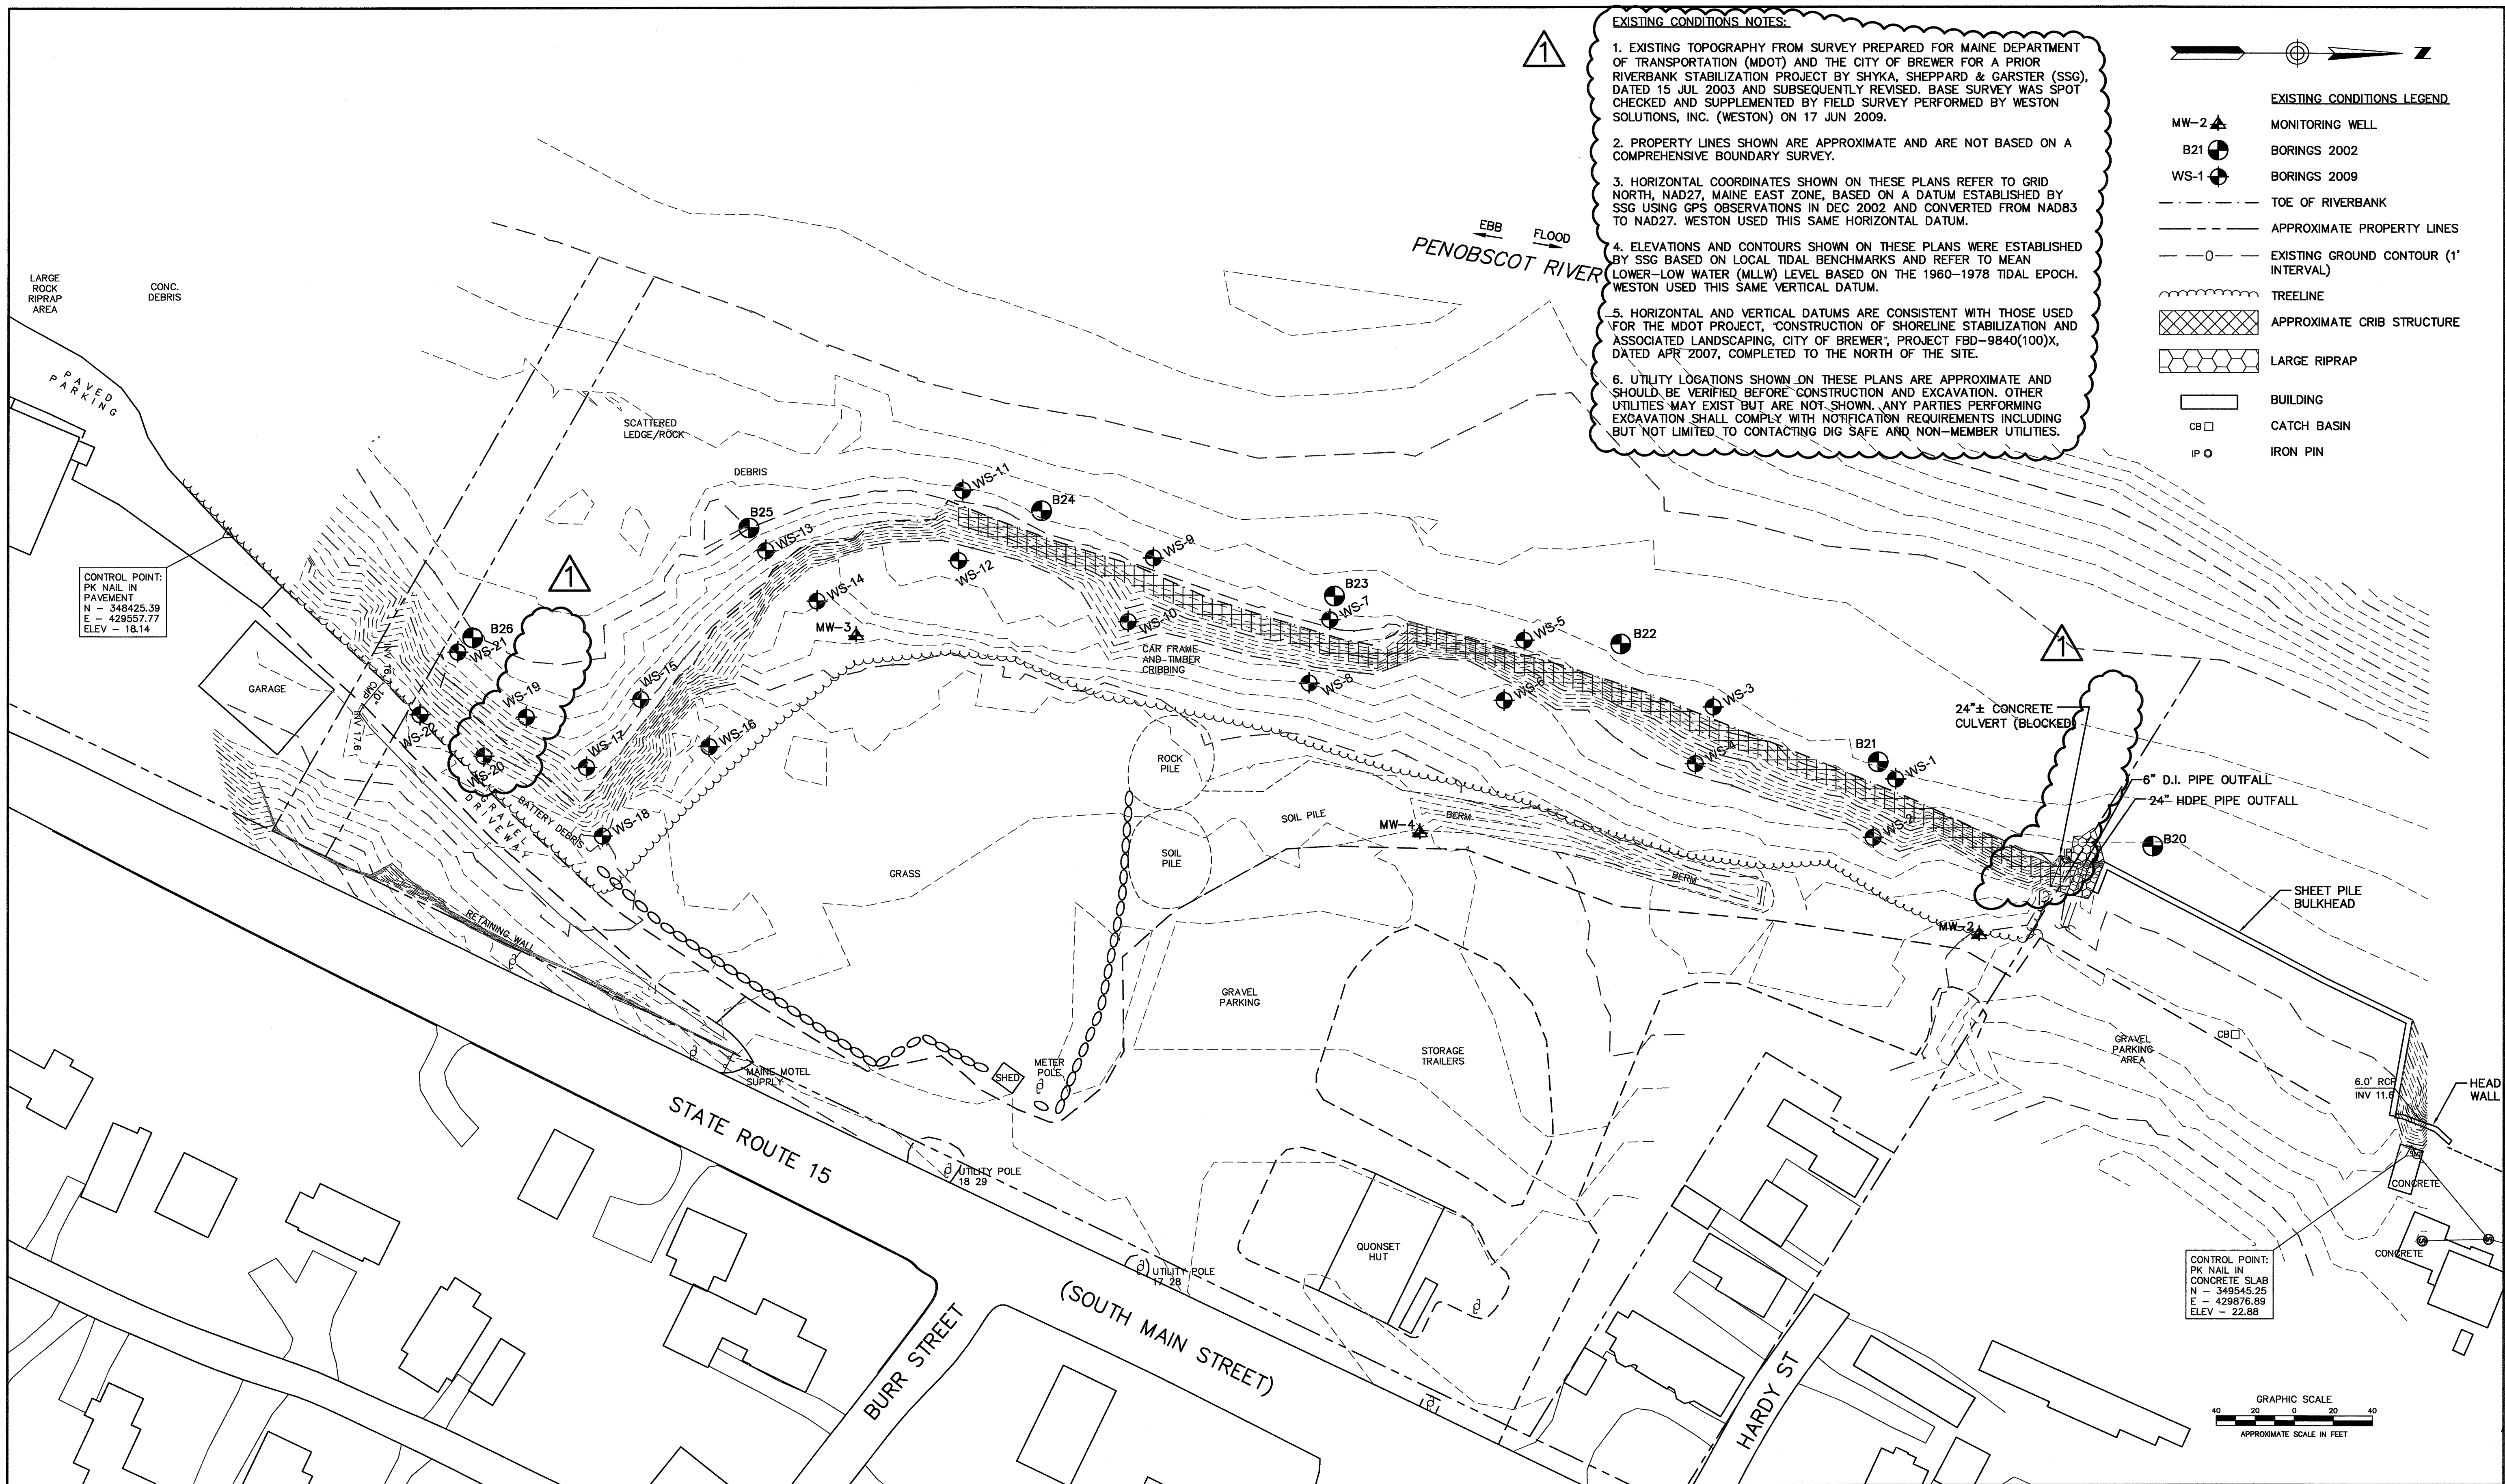 EXISTING CONDITIONS NOTES:
1. EXISTING TOPOGRAPHY FROM SURVEY PREPARED FOR MAINE DEPARTMENT
OF TRANSPORTATION (MDOT) AND THE CITY OF BREWER FOR A PRIOR
RIVERBANK STABILIZATION PROJECT BY SHYKA, SHEPPARD & GARSTER (SSG),
DATED 15 JUL 2003 AND SUBSEQUENTLY REVISED. BASE SURVEY WAS SPOT
CHECKED AND SUPPLEMENTED BY FIELD SURVEY PERFORMED BY WESTON
SOLUTIONS, INC. (WESTON) ON 17 JUN 2009.
2. PROPERTY LINES SHOWN ARE APPROXIMATE AND ARE NOT BASED ON A
COMPREHENSIVE BOUNDARY SURVEY.
3. HORIZONTAL COORDINATES SHOWN ON THESE PLANS REFER TO GRID
NORTH, NAD27, MAINE EAST ZONE, BASED ON A DATUM ESTABLISHED BY
SSG USING GPS OBSERVATIONS IN DEC 2002 AND CONVERTED FROM NAD83
TO NAD27. WESTON USED THIS SAME HORIZONTAL DATUM.
4. ELEVATIONS AND CONTOURS SHOWN ON THESE PLANS WERE ESTABLISHED
BY SSG BASED ON LOCAL TIDAL BENCHMARKS AND REFER TO MEAN
LOWER-LOW WATER (MLLW) LEVEL BASED ON THE 1960-1978 TIDAL EPOCH.
WESTON USED THIS SAME VERTICAL DATUM.
5. HORIZONTAL AND VERTICAL DATUMS ARE CONSISTENT WITH THOSE USED
FOR THE MDOT PROJECT, "CONSTRUCTION OF SHORELINE STABILIZATION AND
ASSOCIATED LANDSCAPING, CITY OF BREWER", PROJECT FBD-9840(100)X,
DATED APR 2007, COMPLETED TO THE NORTH OF THE SITE.
6. UTILITY LOCATIONS SHOWN ON THESE PLANS ARE APPROXIMATE AND
SHOULD BE VERIFIED BEFORE CONSTRUCTION AND EXCAVATION. OTHER
UTILITIES MAY EXIST BUT ARE NOT SHOWN. ANY PARTIES PERFORMING
EXCAVATION SHALL COMPLY WITH NOTIFICATION REQUIREMENTS INCLUDING
BUT NOT LIMITED TO CONTACTING DIG SAFE AND NON-MEMBER UTILITIES.
1
Z
EXISTING CONDITIONS LEGEND
MW-2 MONITORING WELL
B21 BORINGS 2002
WS-1 BORINGS 2009
TOE OF RIVERBANK
APPROXIMATE PROPERTY LINES
0 EXISTING GROUND CONTOUR (1'
INTERVAL)
TREELINE
APPROXIMATE CRIB STRUCTURE
LARGE RIPRAP
BUILDING
CB CATCH BASIN
IP IRON PIN
EBB
FLOOD
PENOBSCOT RIVER
LARGE
ROCK
RIPRAP
AREA
CONC.
DEBRIS
PAVED
PARKING
SCATTERED
LEDGE/ROCK
DEBRIS
CONTROL POINT:
PK NAIL IN
PAVEMENT
N - 348425.39
E - 429557.77
ELEV - 18.14
1
B25
WS-13
WS-11
B24
WS-12
WS-9
WS-14
MW-3
WS-10
B23
WS-7
CAR FRAME
AND TIMBER
CRIBBING
WS-8
WS-5
B22
WS-6
WS-3
WS-4
B21
WS-1
WS-2
B26
WS-21
WS-19
WS-15
WS-22
WS-20
WS-17
WS-16
WS-18
GARAGE
10"
CMP
INV 17.6
BATTERY DEBRIS
GRAVEL
DRIVEWAY
RETAINING WALL
GRASS
ROCK
PILE
SOIL
PILE
SOIL PILE
MW-4
BERM
BERM
1
24"± CONCRETE
CULVERT (BLOCKED)
6" D.I. PIPE OUTFALL
24" HDPE PIPE OUTFALL
IP
B20
MW-2
SHEET PILE
BULKHEAD
GRAVEL
PARKING
STORAGE
TRAILERS
GRAVEL
PARKING
AREA
CB
6.0' RCP
INV 11.6
HEAD
WALL
CONCRETE
CONCRETE
S
S
METER
POLE
SHED
MAINE MOTEL
SUPPLY
UTILITY POLE
18 29
UTILITY POLE
17 28
QUONSET
HUT
STATE ROUTE 15
(SOUTH MAIN STREET)
BURR STREET
HARDY ST
CONTROL POINT:
PK NAIL IN
CONCRETE SLAB
N - 349545.25
E - 429876.89
ELEV - 22.88
GRAPHIC SCALE
40 20 0 20 40
APPROXIMATE SCALE IN FEET